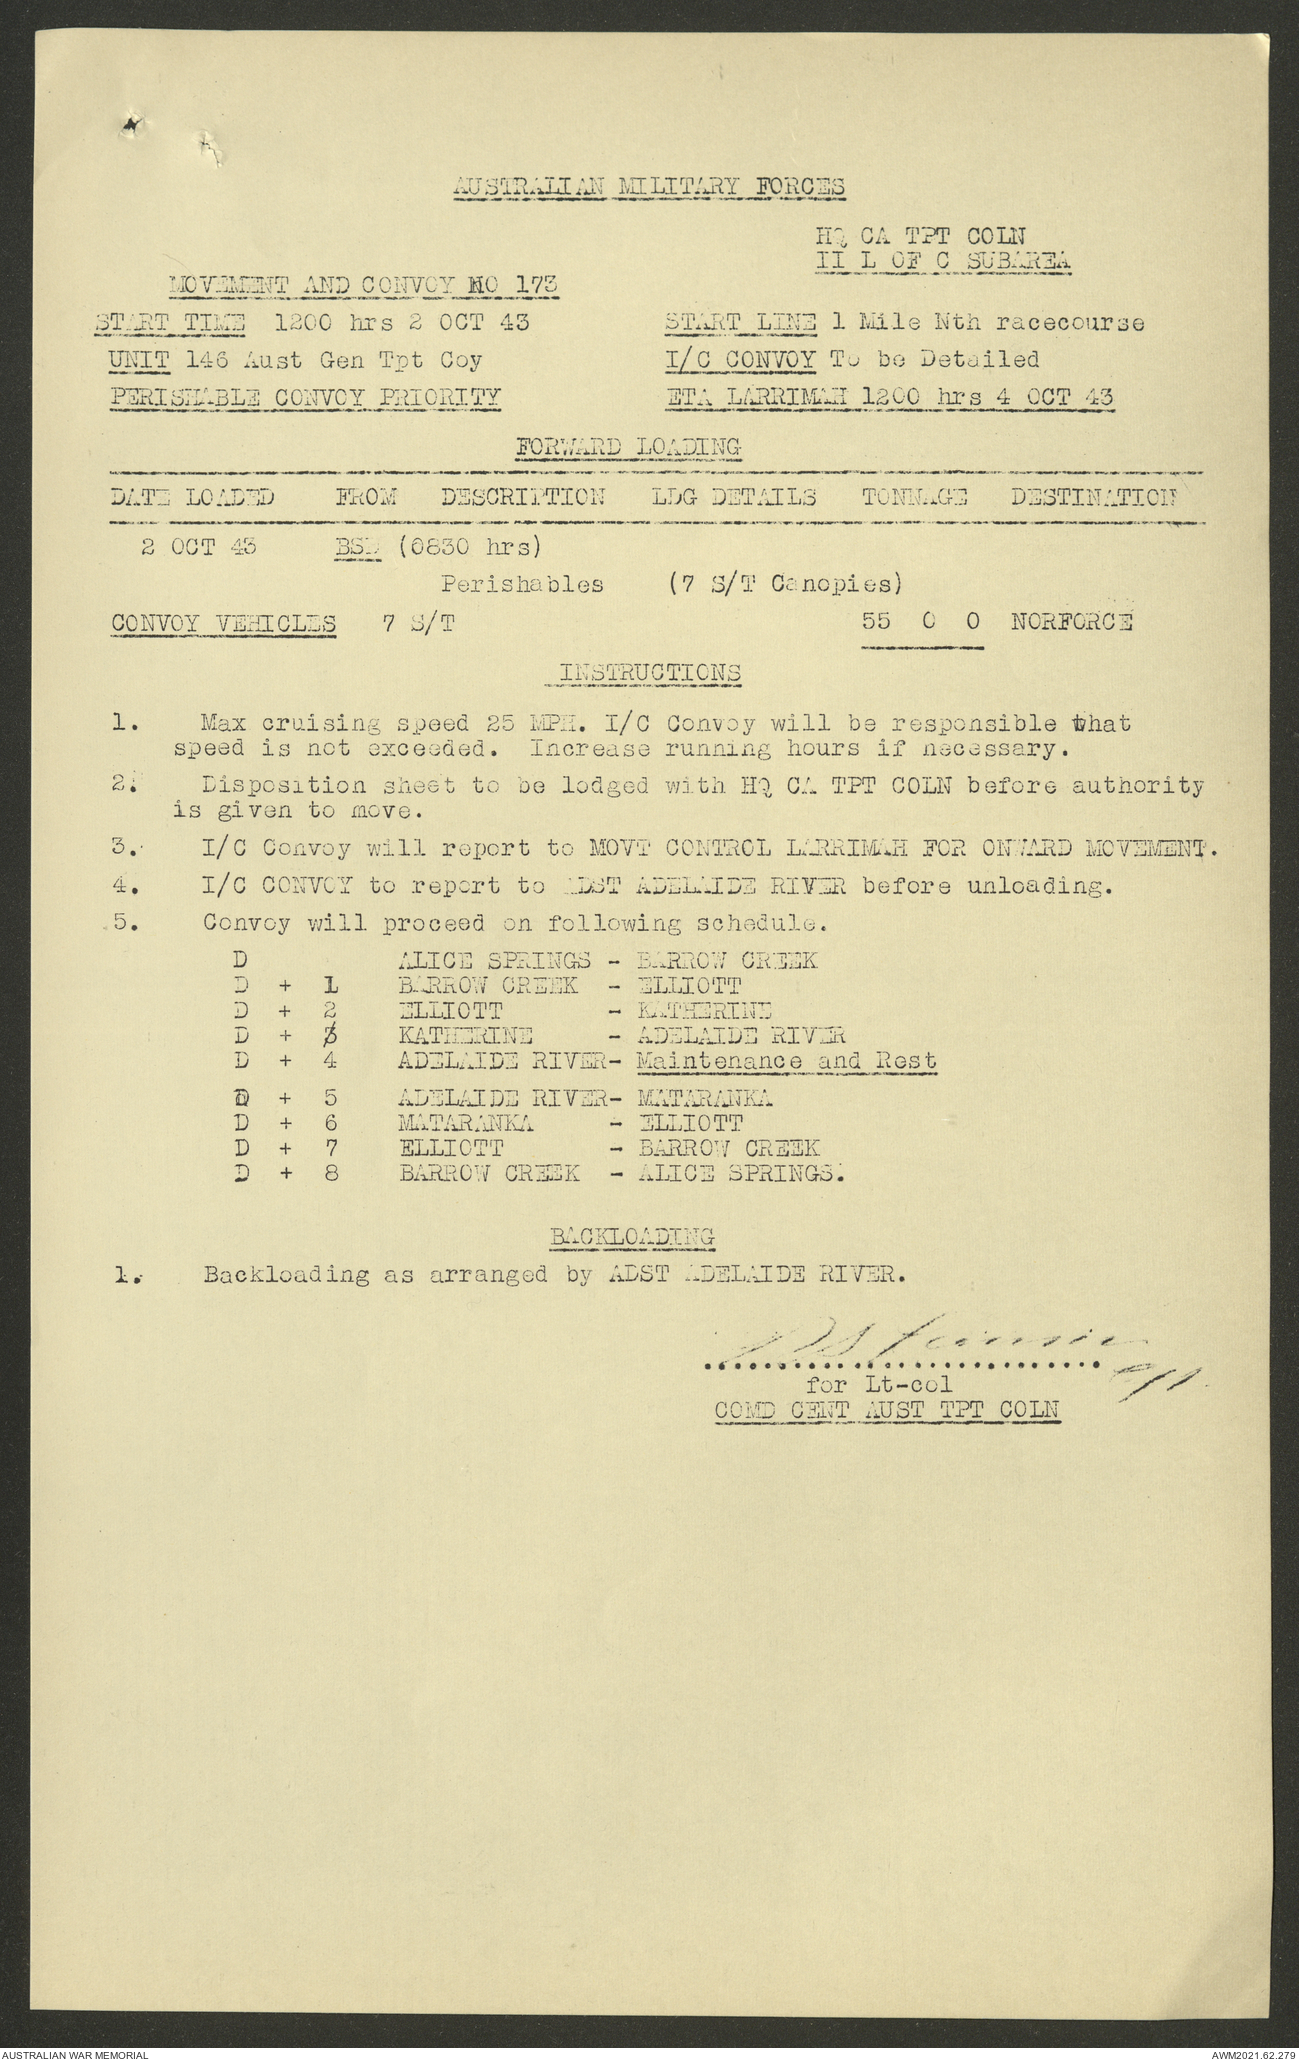 AUSTRALIAN MILITARY FORCES
HQ CA TPT COLN
II L OF C SUBAREA
MOVEMENT AND CONVOY NO 173
START TIME 1200 hrs 2 OCT 43 START LINE 1 Mile Nth racecourse
UNIT 146 Aust Gen Tpt Coy I/C CONVOY To be Detailed
PERISHABLE CONVOY PRIORITY ETA LARRIMAH 1200 hrs 4 OCT 43
FORWARD LOADING
DATE LOADED FROM DESCRIPTION LDG DETAILS TONNAGE DESTINATION
2 OCT 43 BSD (0830 hrs)
Perishables (7 S/T Canopies)
CONVOY VEHICLES 7 S/T 55 0 0 NORFORCE
INSTRUCTIONS
1. Max cruising speed 25 MPH. I/C Convoy will be responsible that
speed is not exceeded. Increase running hours if necessary.
2. Disposition sheet to be lodged with HQ CA TPT COLN before authority
is given to move.
3. I/C Convoy will report to MOVT CONTROL LARRIMAH FOR ONWARD MOVEMENT.
4. I/C CONVOY to report to ADST ADELAIDE RIVER before unloading.
5. Convoy will proceed on following schedule.
D ALICE SPRINGS - BARROW CREEK
D + 1 BARROW CREEK - ELLIOTT
D + 2 ELLIOTT - KATHERINE
D + 3 KATHERINE - ADELAIDE RIVER
D + 4 ADELAIDE RIVER- Maintenance and Rest
D + 5 ADELAIDE RIVER- MATARANKA
D + 6 MATARANKA - ELLIOTT
D + 7 ELLIOTT - BARROW CREEK
D + 8 BARROW CREEK - ALICE SPRINGS.
BACKLOADING
1. Backloading as arranged by ADST ADELAIDE RIVER.
for Lt-col
COMD CENT AUST TPT COLN
AUSTRALIAN WAR MEMORIAL AWM2021.62.279